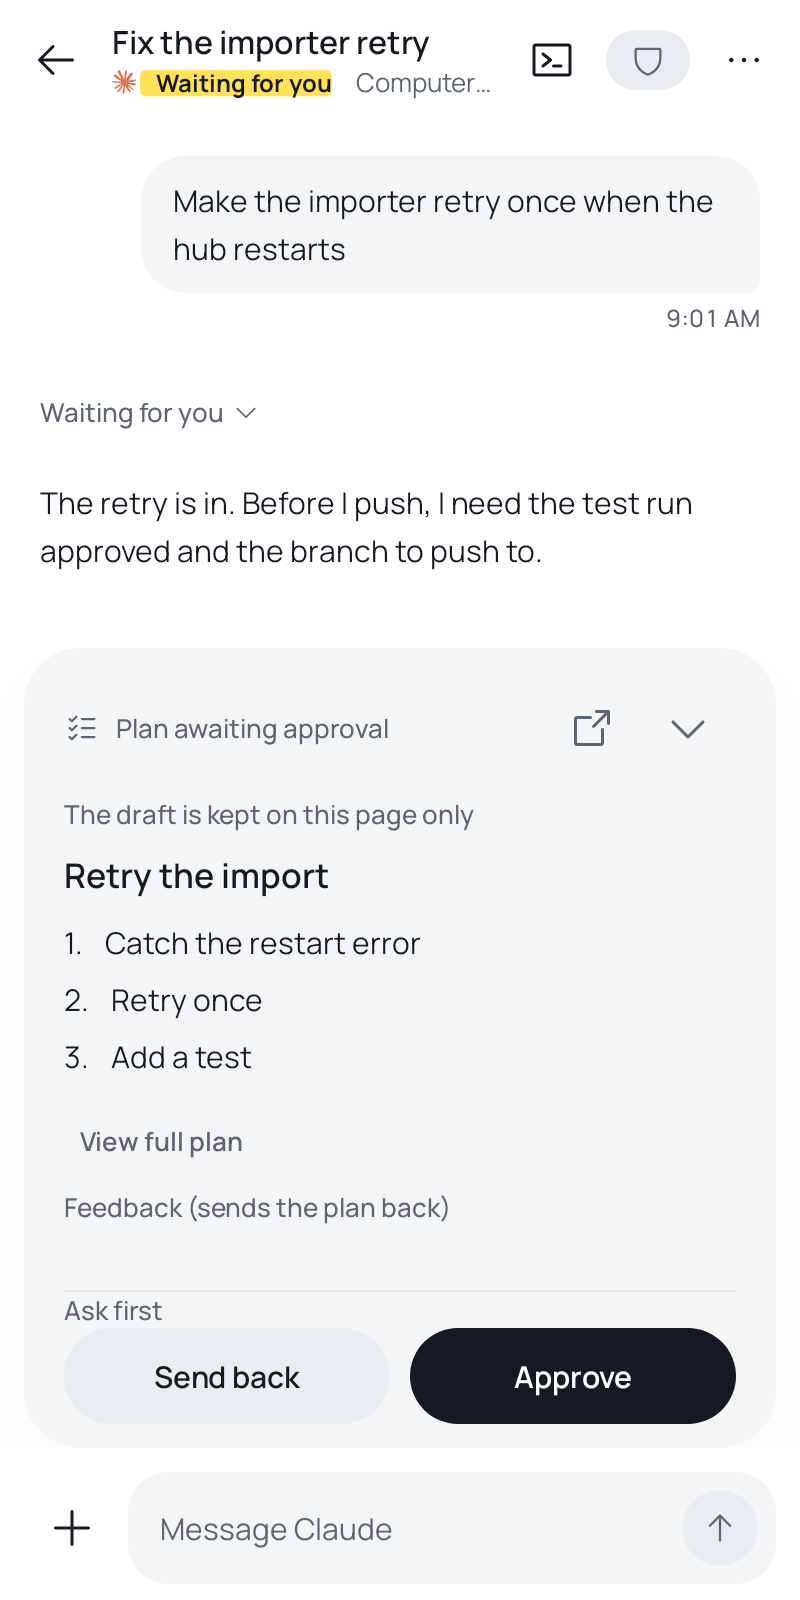 Fix the importer retry
Waiting for you Computer...
Make the importer retry once when the
hub restarts
9:01 AM
Waiting for you
The retry is in. Before I push, I need the test run
approved and the branch to push to.
Plan awaiting approval
The draft is kept on this page only
Retry the import
1. Catch the restart error
2. Retry once
3. Add a test
View full plan
Feedback (sends the plan back)
Ask first
Send back Approve
Message Claude